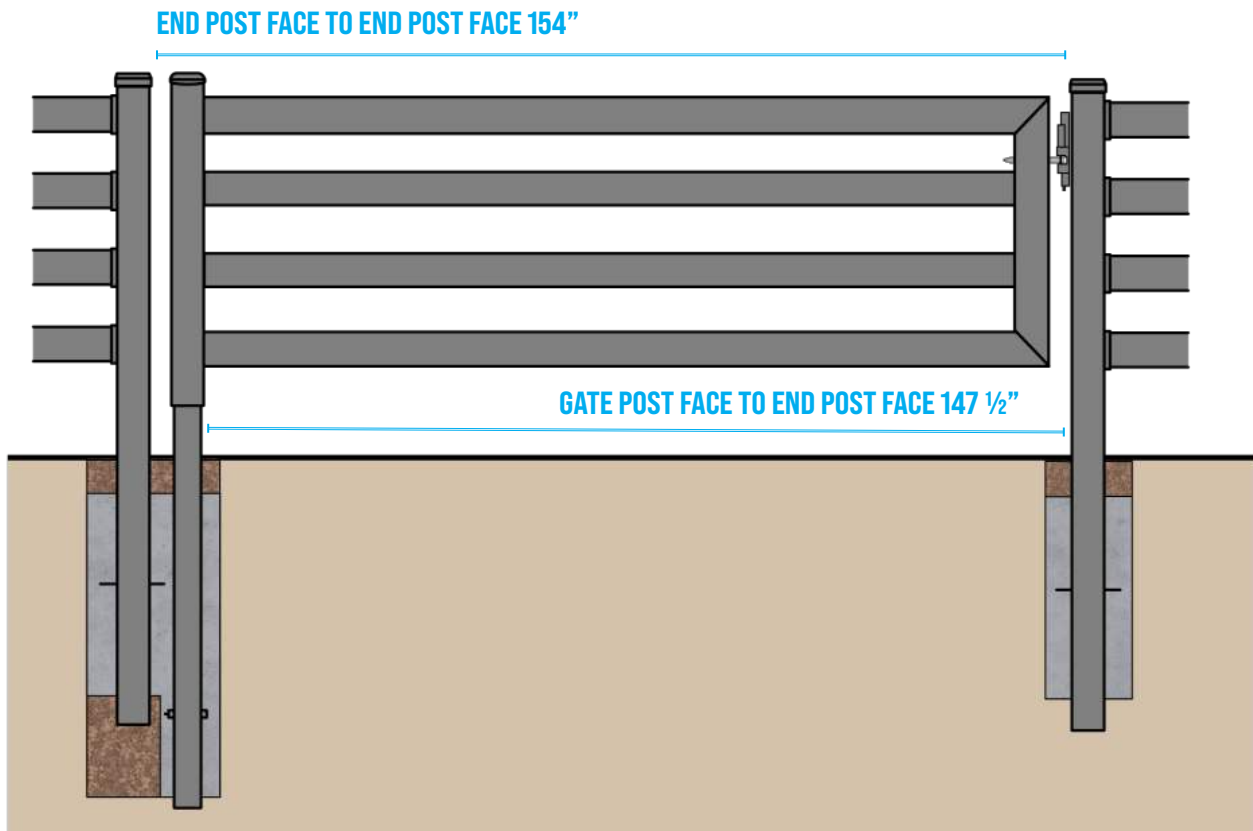 END POST FACE TO END POST FACE 154”
GATE POST FACE TO END POST FACE 147 ½”